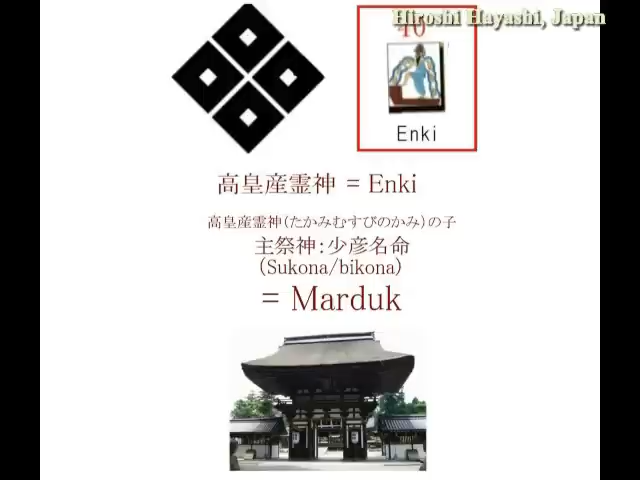 Hiroshi Hayashi, Japan
40
Enki
高皇産霊神 = Enki
高皇産霊神(たかみむすびのかみ)の子
主祭神:少彦名命
(Sukona/bikona)
= Marduk